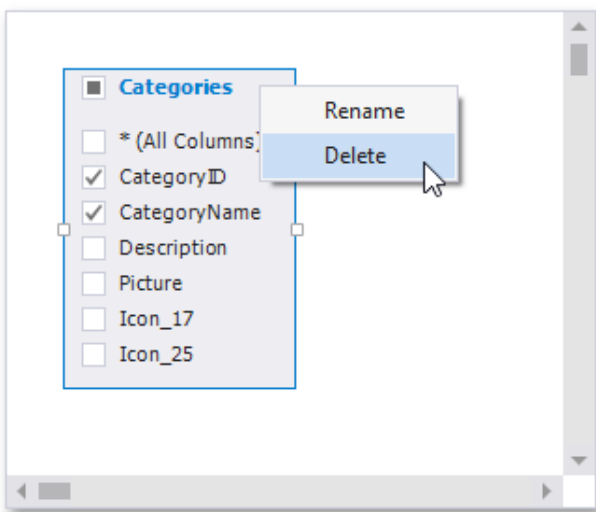 Categories
Rename
* (All Columns)
Delete
CategoryID
CategoryName
Description
Picture
Icon_17
Icon_25